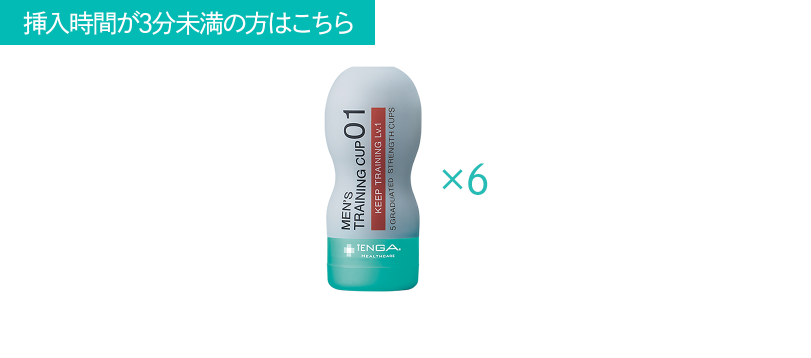 挿入時間が3分未満の方はこちら
MEN'S
TRAINING CUP 01
KEEP TRAINING Lv.1
5 GRADUATED STRENGTH CUPS
TENGA
HEALTHCARE
×6